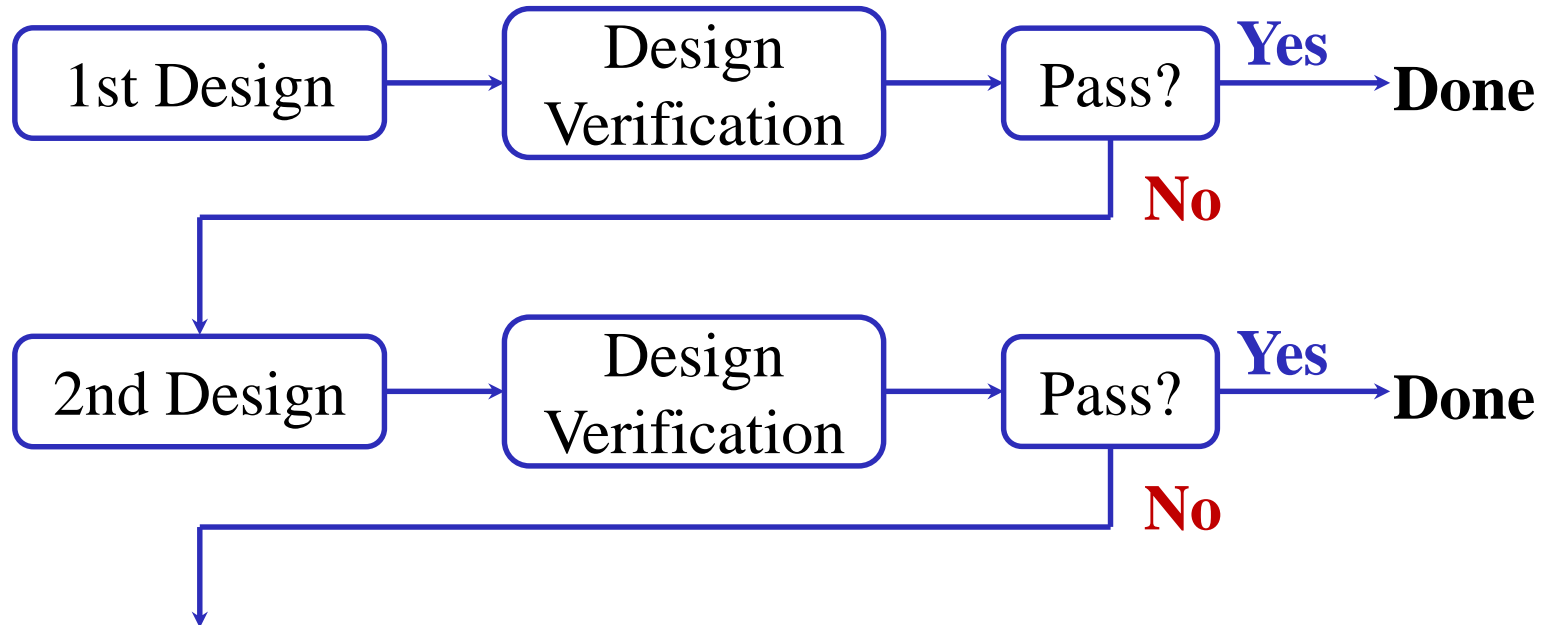 1st Design
Design
Verification
Pass?
Yes
Done
No
2nd Design
Design
Verification
Pass?
Yes
Done
No